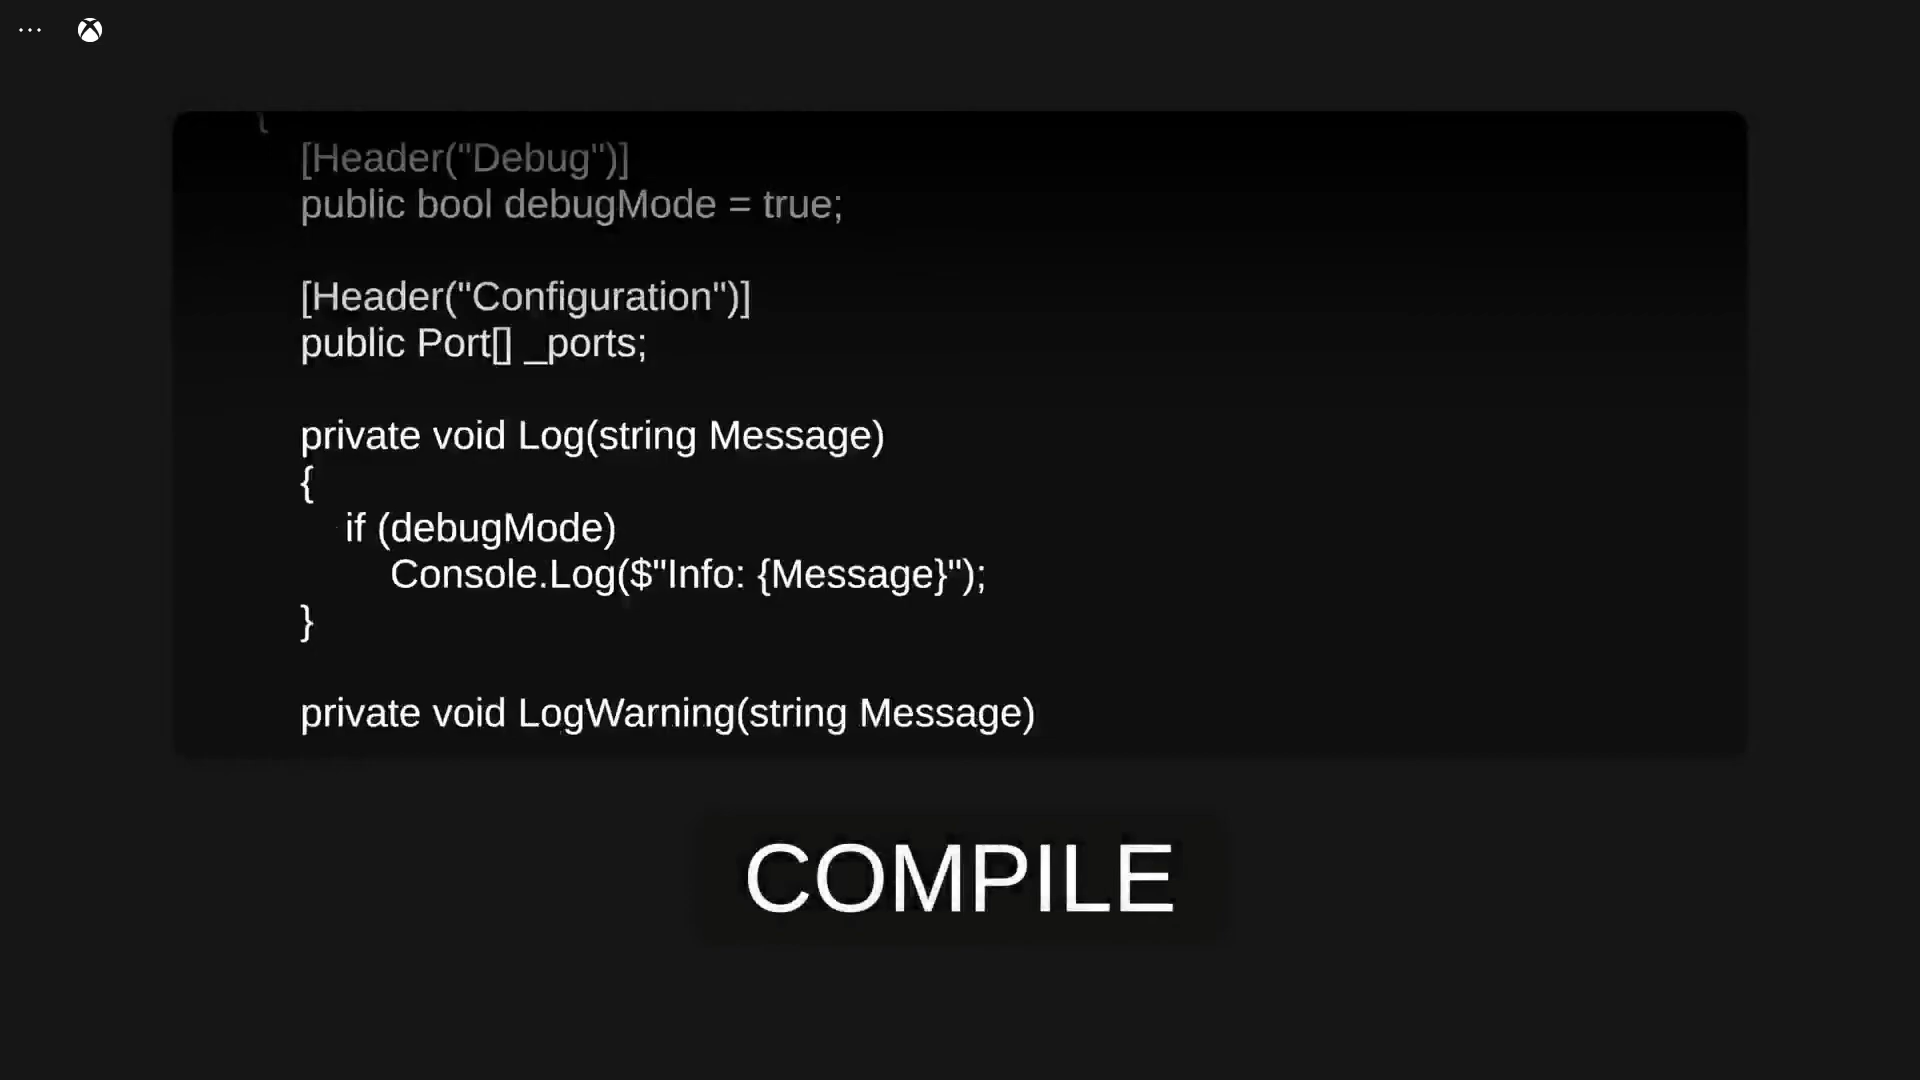 {
[Header("Debug")]
public bool debugMode = true;
[Header("Configuration")]
public Port[] _ports;
private void Log(string Message)
{
if (debugMode)
Console.Log($"Info: {Message}");
}
private void LogWarning(string Message)
COMPILE